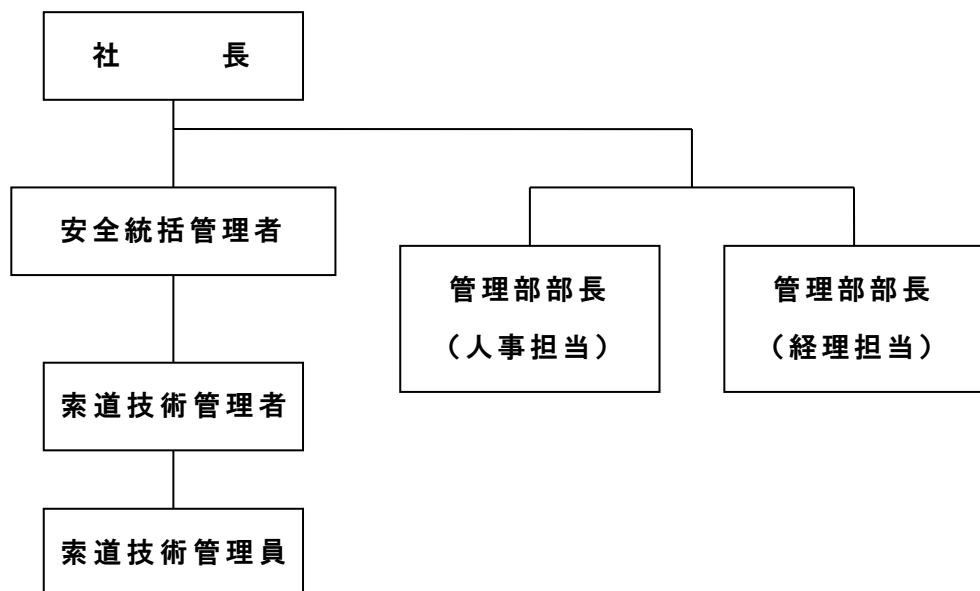 社　　長
安全統括管理者
管理部部長
（人事担当）
管理部部長
（経理担当）
索道技術管理者
索道技術管理員